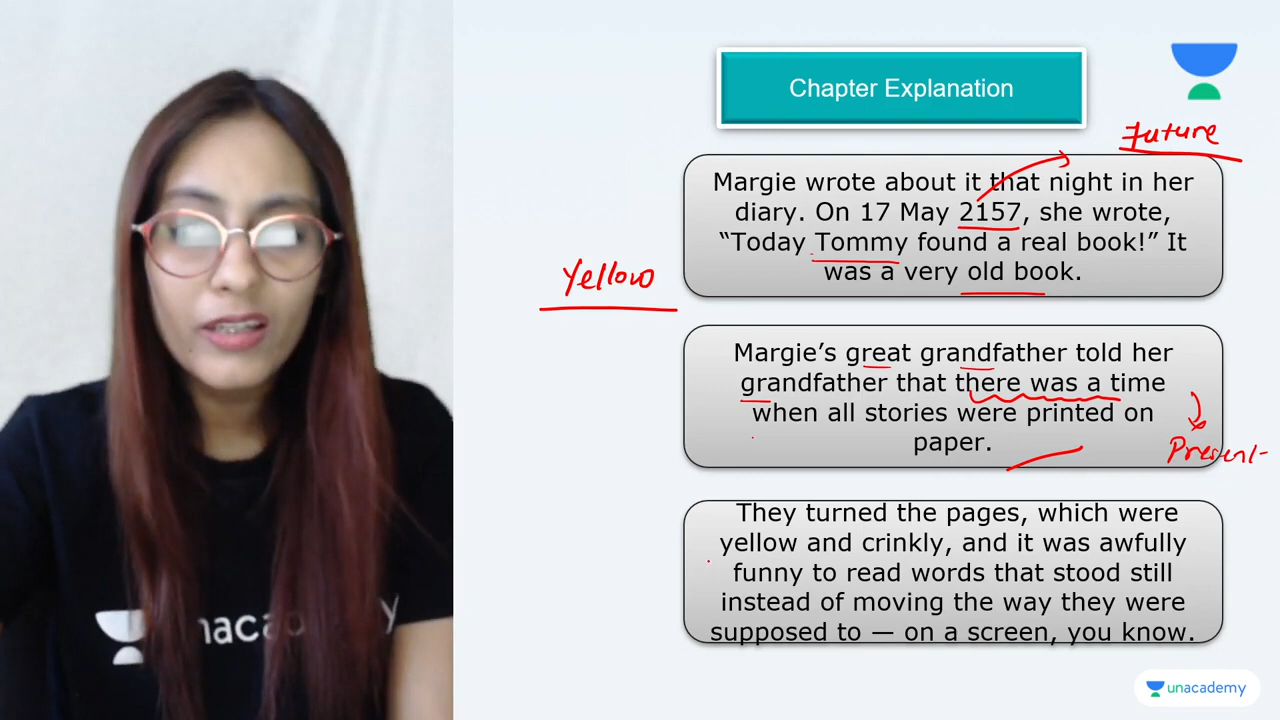 Chapter Explanation
Future
Margie wrote about it that night in her
diary. On 17 May 2157, she wrote,
“Today Tommy found a real book!” It
was a very old book.
Yellow
Margie’s great grandfather told her
grandfather that there was a time
when all stories were printed on
paper.
Present
They turned the pages, which were
yellow and crinkly, and it was awfully
funny to read words that stood still
instead of moving the way they were
supposed to — on a screen, you know.
unacademy
unacademy